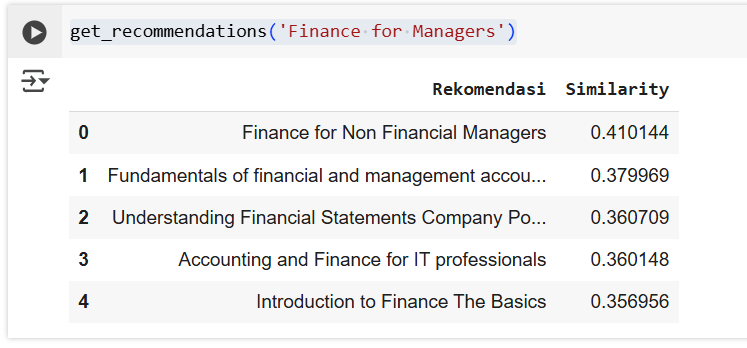 get_recommendations('Finance for Managers')
Rekomendasi Similarity
0 Finance for Non Financial Managers 0.410144
1 Fundamentals of financial and management accou... 0.379969
2 Understanding Financial Statements Company Po... 0.360709
3 Accounting and Finance for IT professionals 0.360148
4 Introduction to Finance The Basics 0.356956